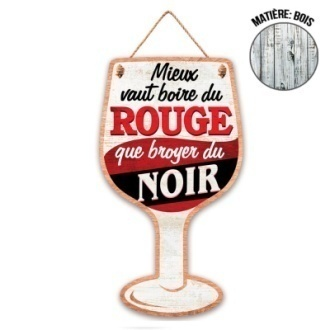 MATIÈRE: BOIS
Mieux
vaut boire du
ROUGE
que broyer du
NOIR